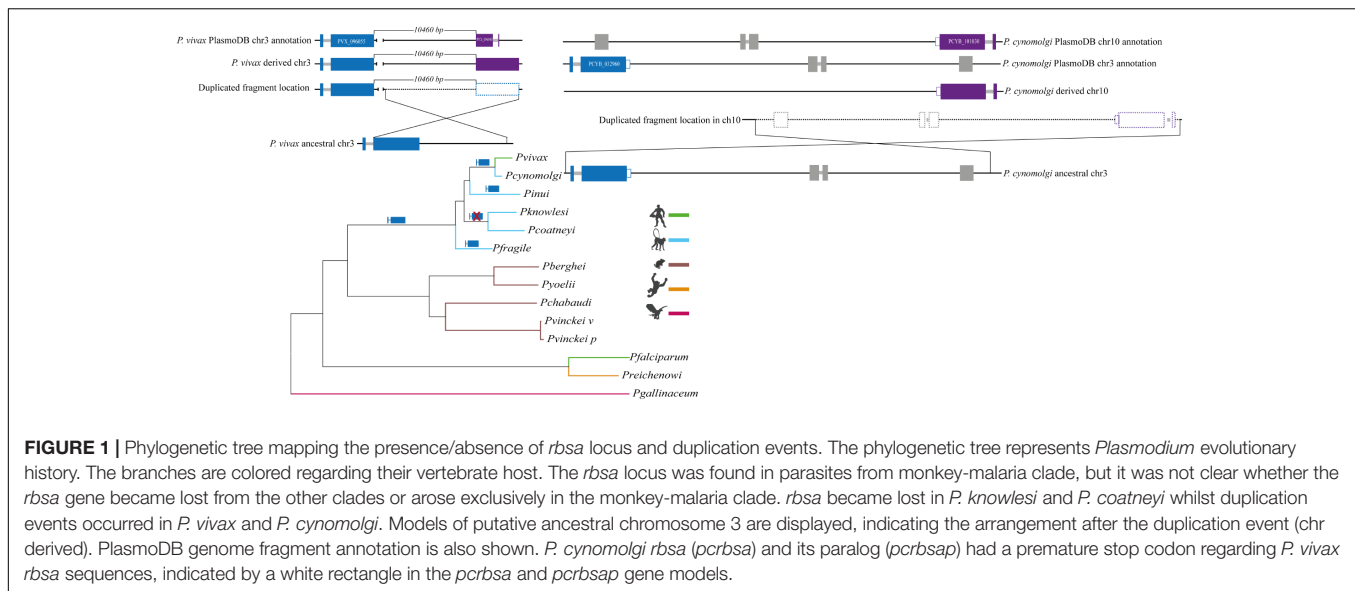 P. vivax PlasmoDB chr3 annotation
10460 bp
PVX_096055
P. vivax derived chr3
10460 bp
Duplicated fragment location
10460 bp
P. vivax ancestral chr3
PCYB_101030
P. cynomolgi PlasmoDB chr10 annotation
PCYB_032960
P. cynomolgi PlasmoDB chr3 annotation
P. cynomolgi derived chr10
Duplicated fragment location in ch10
P. cynomolgi ancestral chr3
Pvivax
Pcynomolgi
Pinui
Pknowlesi
Pcoatneyi
Pfragile
Pberghei
Pyoelii
Pchabaudi
Pvinckei v
Pvinckei p
Pfalciparum
Preichenowi
Pgallinaceum
FIGURE 1 | Phylogenetic tree mapping the presence/absence of rbsa locus and duplication events. The phylogenetic tree represents Plasmodium evolutionary
history. The branches are colored regarding their vertebrate host. The rbsa locus was found in parasites from monkey-malaria clade, but it was not clear whether the
rbsa gene became lost from the other clades or arose exclusively in the monkey-malaria clade. rbsa became lost in P. knowlesi and P. coatneyi whilst duplication
events occurred in P. vivax and P. cynomolgi. Models of putative ancestral chromosome 3 are displayed, indicating the arrangement after the duplication event (chr
derived). PlasmoDB genome fragment annotation is also shown. P. cynomolgi rbsa (pcrbsa) and its paralog (pcrbsap) had a premature stop codon regarding P. vivax
rbsa sequences, indicated by a white rectangle in the pcrbsa and pcrbsap gene models.